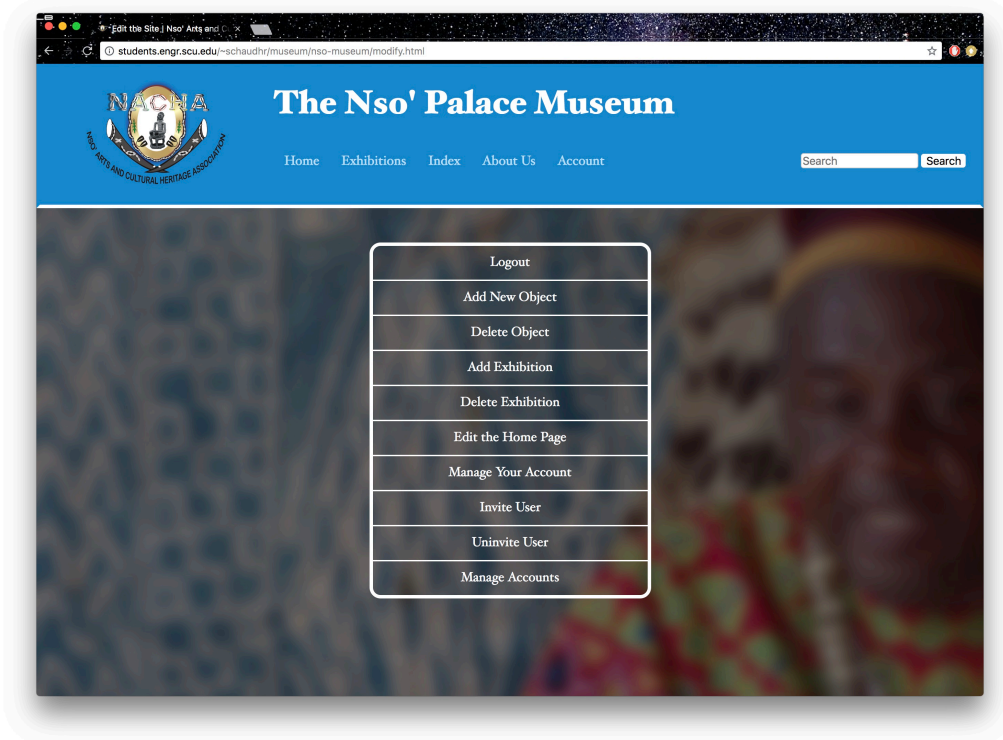 Edit the Site | Nso' Arts and C
students.engr.scu.edu/~schaudhr/museum/nso-museum/modify.html
NACHA
NSO' ARTS AND CULTURAL HERITAGE ASSOCIATION
The Nso' Palace Museum
Home Exhibitions Index About Us Account
Search Search
Logout
Add New Object
Delete Object
Add Exhibition
Delete Exhibition
Edit the Home Page
Manage Your Account
Invite User
Uninvite User
Manage Accounts